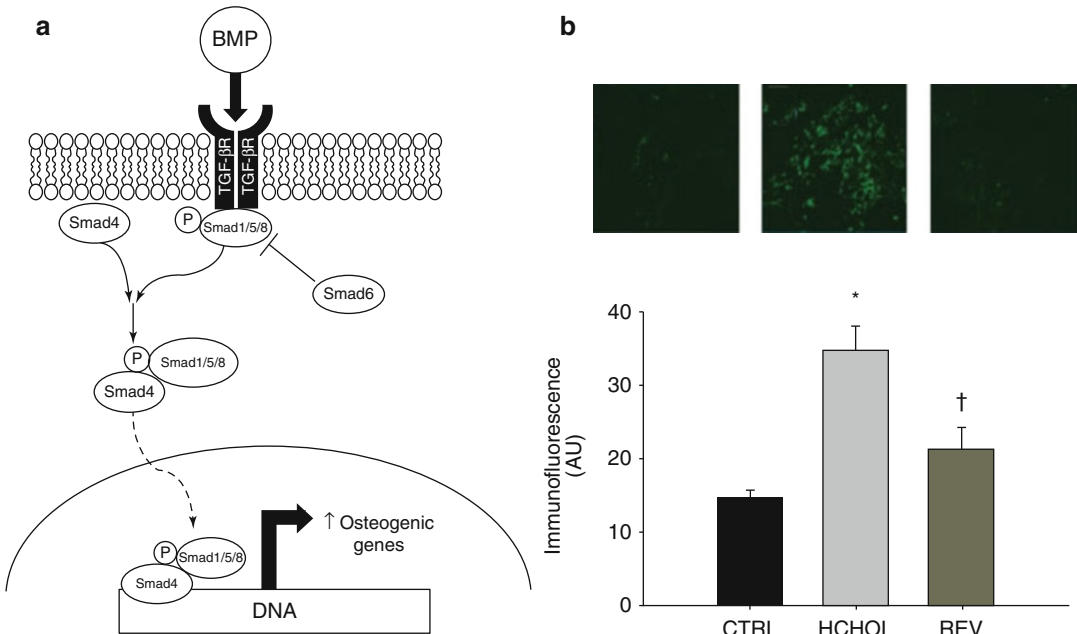 a
BMP
TGF-βR
TGF-βR
P
Smad1/5/8
Smad4
Smad6
P
Smad1/5/8
Smad4
P
Smad1/5/8
Smad4
↑ Osteogenic
genes
DNA
b
40
30
20
10
0
Immunofluorescence
(AU)
*
†
CTRL
HCHOL
REV